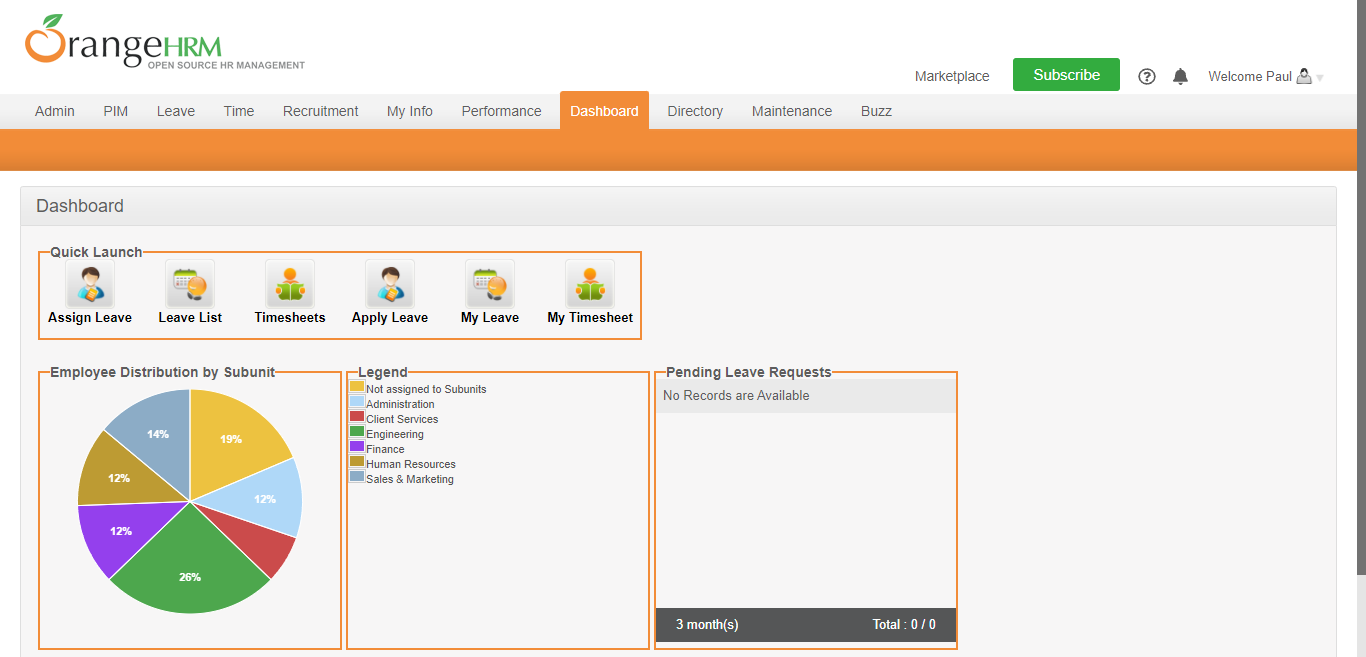 OrangeHRM
OPEN SOURCE HR MANAGEMENT
Marketplace Subscribe Welcome Paul
Admin PIM Leave Time Recruitment My Info Performance Dashboard Directory Maintenance Buzz
Dashboard
Quick Launch
Assign Leave Leave List Timesheets Apply Leave My Leave My Timesheet
Employee Distribution by Subunit
19%
12%
26%
12%
12%
14%
Legend
Not assigned to Subunits
Administration
Client Services
Engineering
Finance
Human Resources
Sales & Marketing
Pending Leave Requests
No Records are Available
3 month(s) Total : 0 / 0